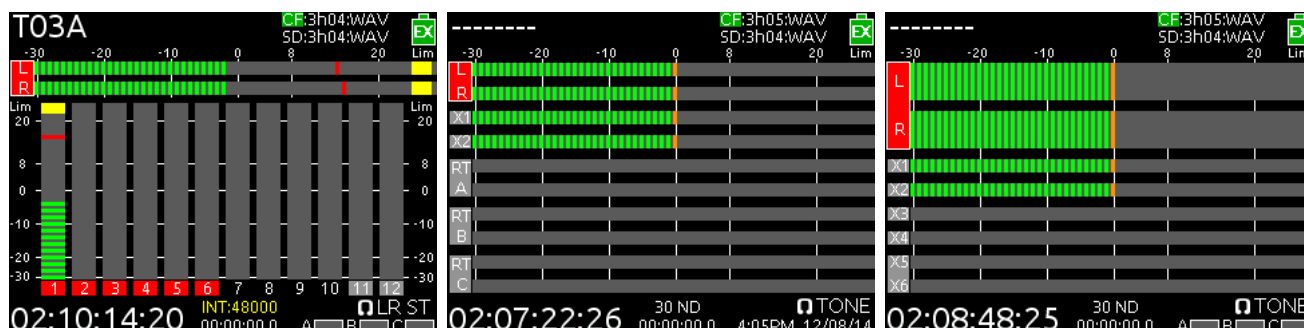 T03A
CF:3h04:WAV
SD:3h04:WAV
EX
-30 -20 -10 0 8 20 Lim
L
R
Lim Lim
20 20
8 8
0 0
-10 -10
-20 -20
-30 -30
1 2 3 4 5 6 7 8 9 10 11 12
INT:48000
LR ST
02:10:14:20 00:00:00.0 A B C
---------
CF:3h05:WAV
SD:3h04:WAV
EX
-30 -20 -10 0 8 20 Lim
L
R
X1
X2
RT
A
RT
B
RT
C
30 ND
TONE
02:07:22:26 00:00:00.0 4:05PM 12/08/14
---------
CF:3h05:WAV
SD:3h04:WAV
EX
-30 -20 -10 0 8 20 Lim
L
R
X1
X2
X3
X4
X5
X6
30 ND
TONE
02:08:48:25 00:00:00.0 A B C